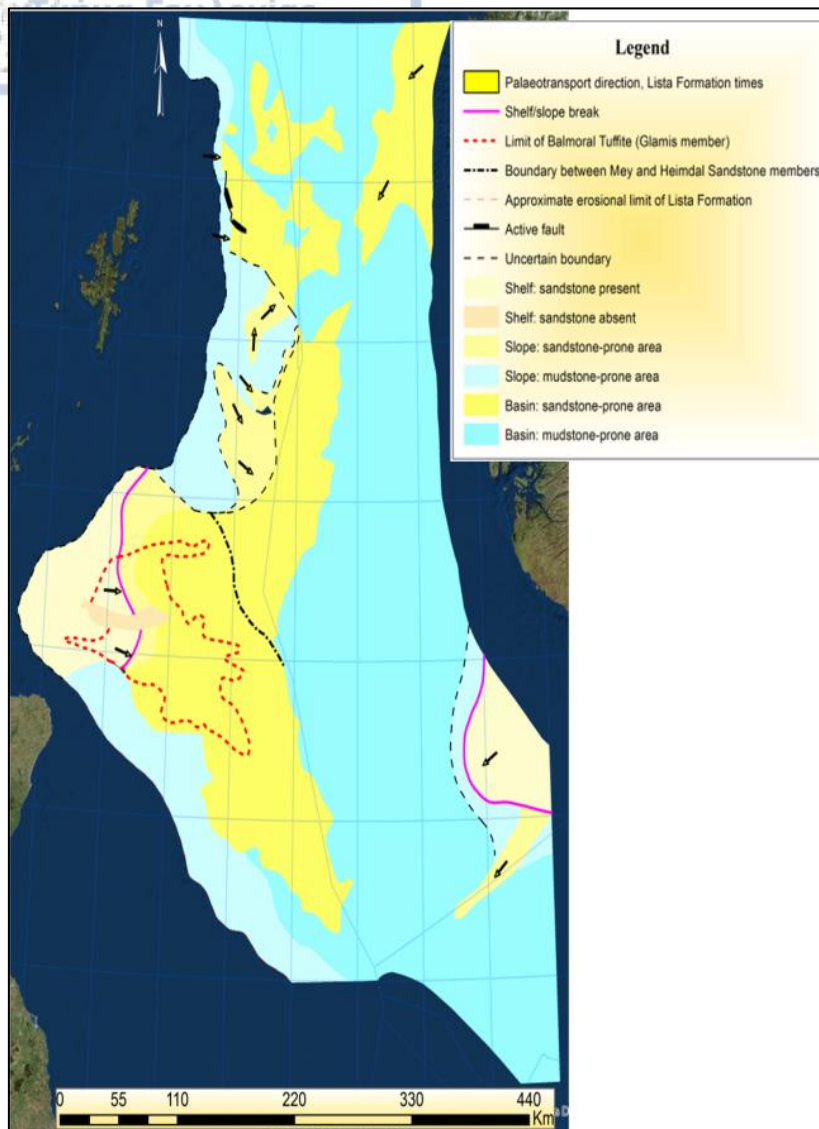 N
Legend
Palaeotransport direction, Lista Formation times
Shelf/slope break
Limit of Balmoral Tuffite (Glamis member)
Boundary between Mey and Heimdal Sandstone members
Approximate erosional limit of Lista Formation
Active fault
Uncertain boundary
Shelf: sandstone present
Shelf: sandstone absent
Slope: sandstone-prone area
Slope: mudstone-prone area
Basin: sandstone-prone area
Basin: mudstone-prone area
0 55 110 220 330 440
Km